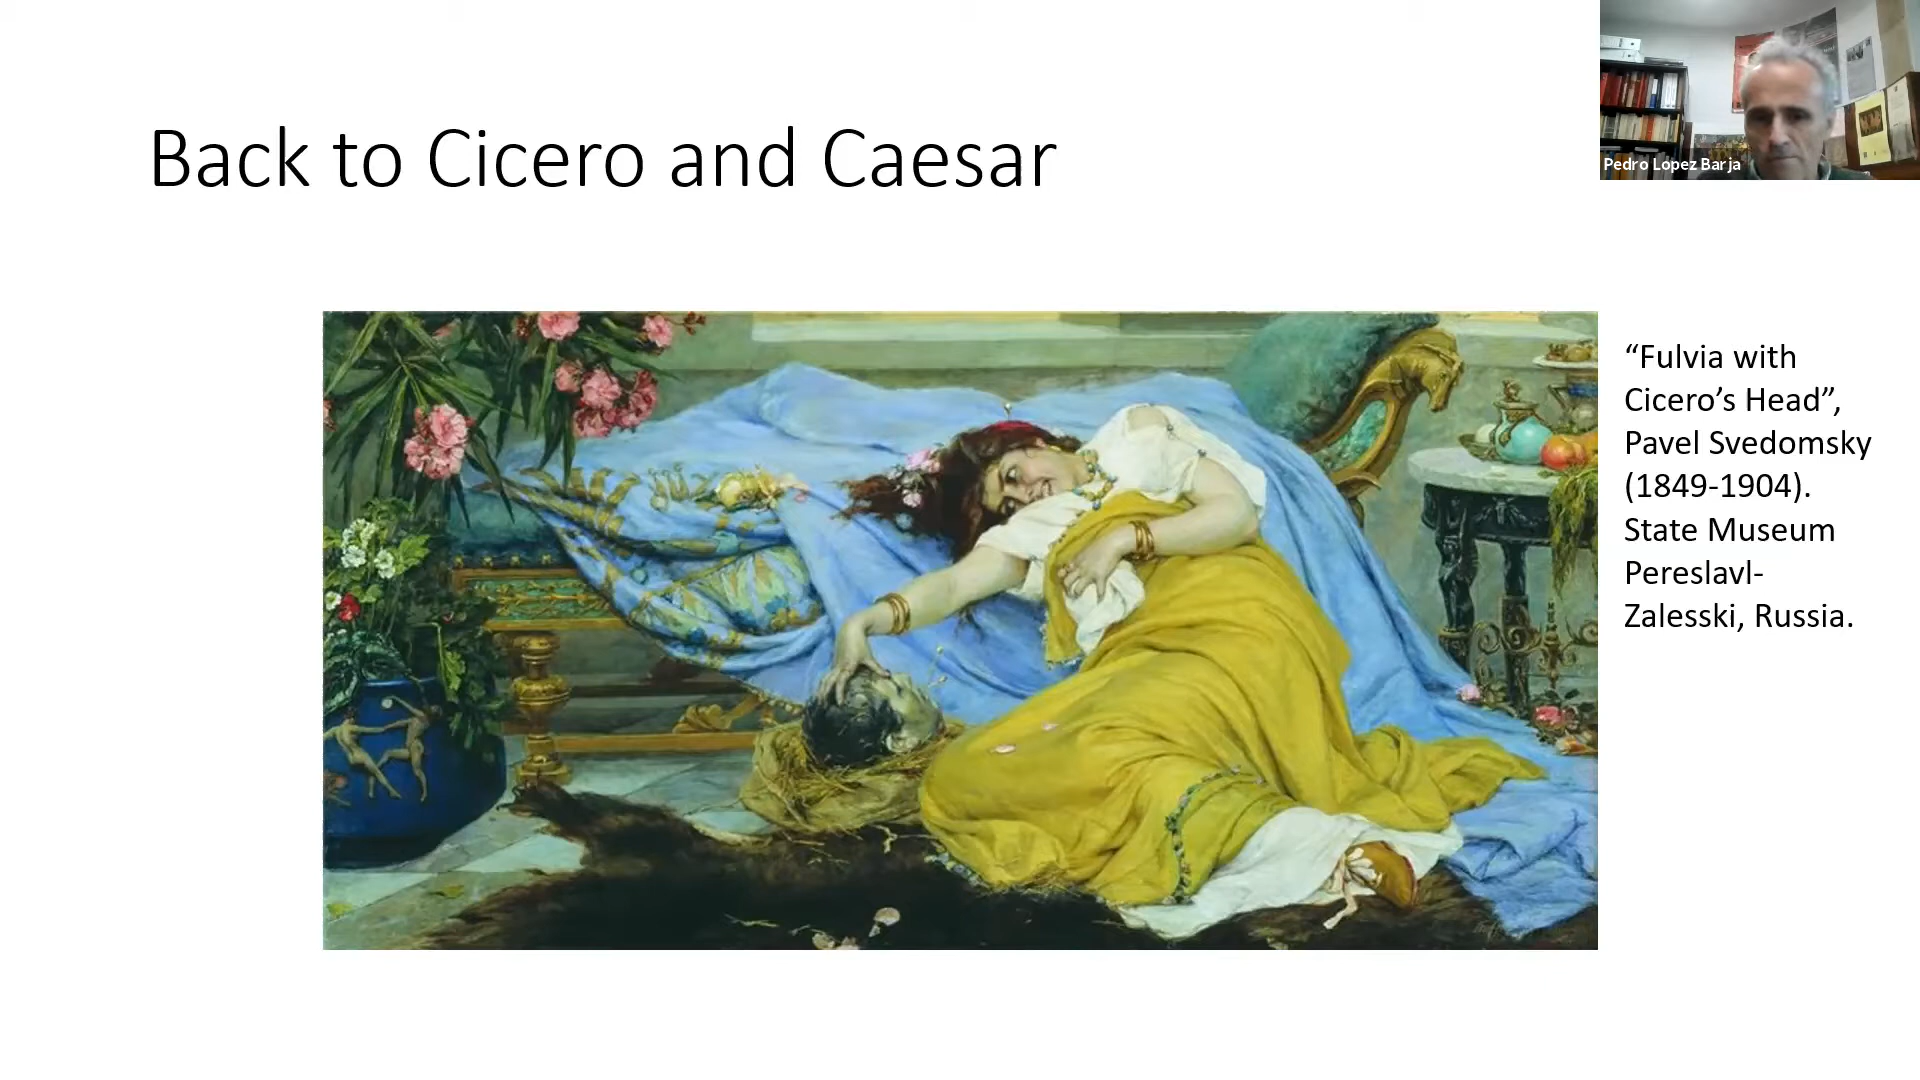 Back to Cicero and Caesar
Pedro Lopez Barja
“Fulvia with
Cicero’s Head”,
Pavel Svedomsky
(1849-1904).
State Museum
Pereslavl-
Zalesski, Russia.